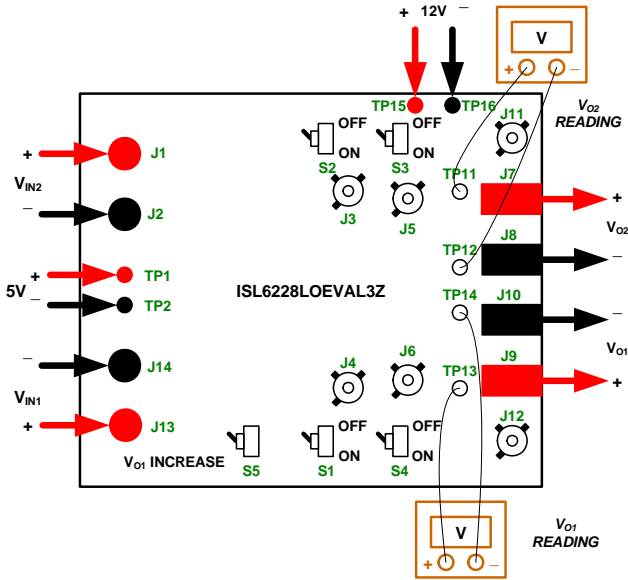 + 12V –
V
+ –
VO2
READING
TP15 TP16
J11
OFF
ON
S2
OFF
ON
S3
+
J1
VIN2
–
J2
J3
J5
TP11
J7
+
VO2
TP12
J8
–
+
TP1
5V
–
TP2
ISL6228LOEVAL3Z
TP14
J10
–
VO1
–
J14
VIN1
+
J13
J4
J6
TP13
J9
+
J12
VO1 INCREASE
S5
OFF
ON
S1
OFF
ON
S4
V
+ –
VO1
READING